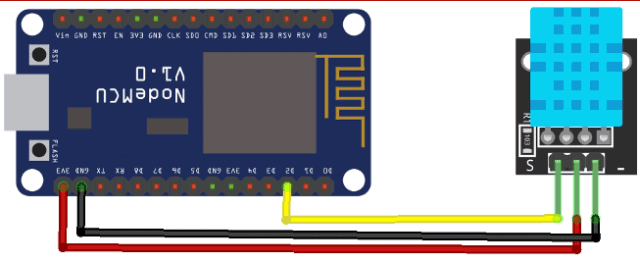 Vin GND RST EN 3V3 GND CLK SDO CMD SD1 SD2 SD3 RSV RSV AO
RST
NodeMCU
V1.0
FLASH
3V3 GND TX RX D8 D7 D6 D5 GND 3V3 D4 D3 D2 D1 D0
R1
103
S -